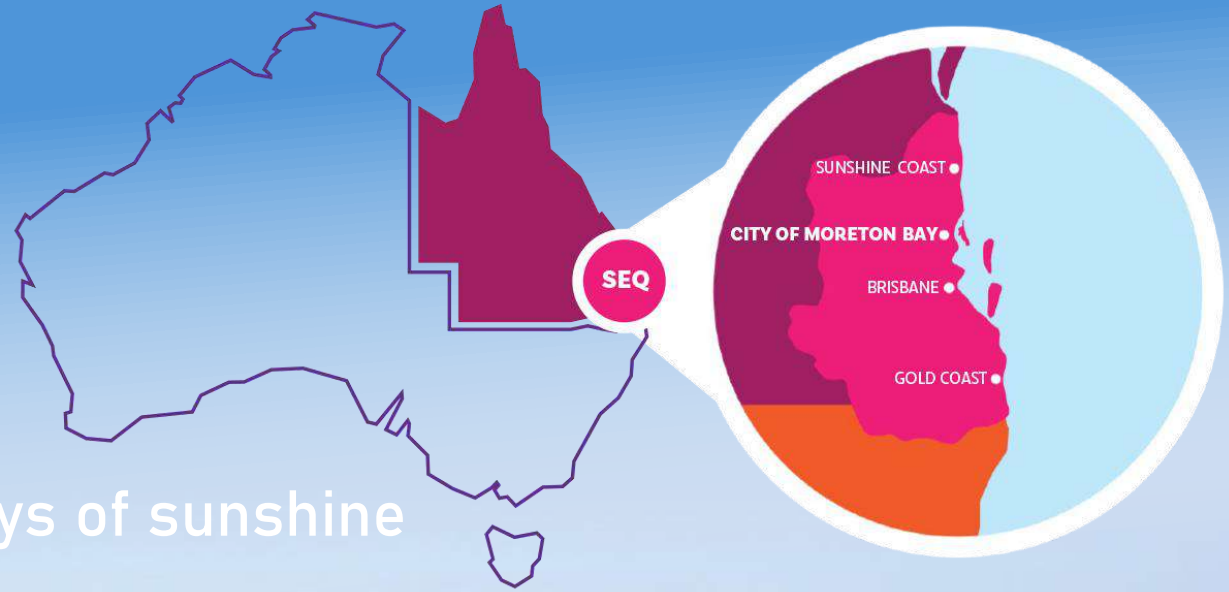 SEQ
SUNSHINE COAST
CITY OF MORETON BAY
BRISBANE
GOLD COAST
ys of sunshine